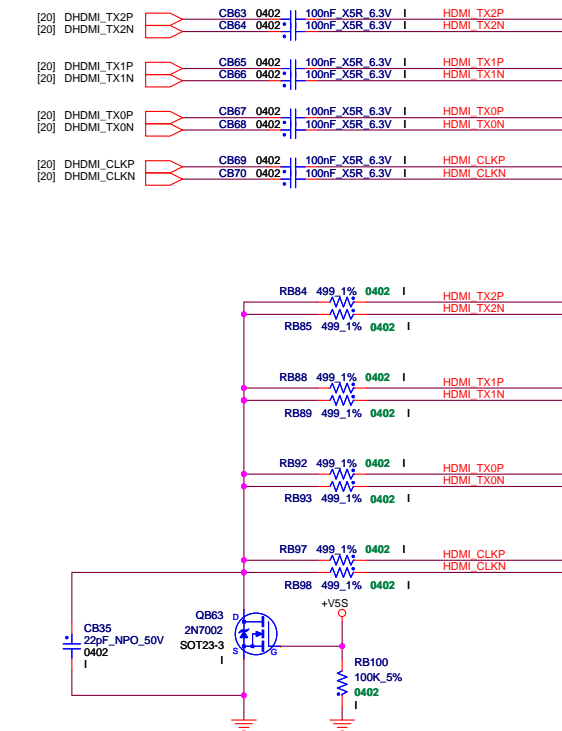 [20] DHDMI_TX2P CB63 0402 100nF_X5R_6.3V I HDMI_TX2P
[20] DHDMI_TX2N CB64 0402 100nF_X5R_6.3V HDMI_TX2N
[20] DHDMI_TX1P CB65 0402 100nF_X5R_6.3V I HDMI_TX1P
[20] DHDMI_TX1N CB66 0402 100nF_X5R_6.3V I HDMI_TX1N
[20] DHDMI_TX0P CB67 0402 100nF_X5R_6.3V I HDMI_TX0P
[20] DHDMI_TX0N CB68 0402 100nF_X5R_6.3V I HDMI_TX0N
[20] DHDMI_CLKP CB69 0402 100nF_X5R_6.3V I HDMI_CLKP
[20] DHDMI_CLKN CB70 0402 100nF_X5R_6.3V I HDMI_CLKN
RB84 499_1% 0402 I HDMI_TX2P
HDMI_TX2N
RB85 499_1% 0402 I
RB88 499_1% 0402 I HDMI_TX1P
HDMI_TX1N
RB89 499_1% 0402 I
RB92 499_1% 0402 I HDMI_TX0P
HDMI_TX0N
RB93 499_1% 0402 I
RB97 499_1% 0402 I HDMI_CLKP
HDMI_CLKN
RB98 499_1% 0402 I
+V5S
QB63 D
2N7002
SOT23-3 S G
I
CB35
22pF_NPO_50V
0402
I
RB100
100K_5%
0402
I